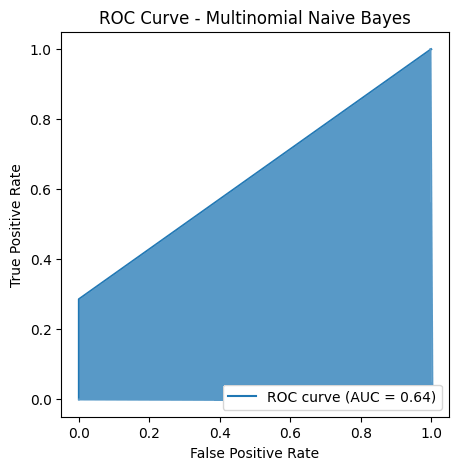 ROC Curve - Multinomial Naive Bayes
1.0
0.8
0.6
0.4
0.2
0.0
True Positive Rate
ROC curve (AUC = 0.64)
0.0 0.2 0.4 0.6 0.8 1.0
False Positive Rate